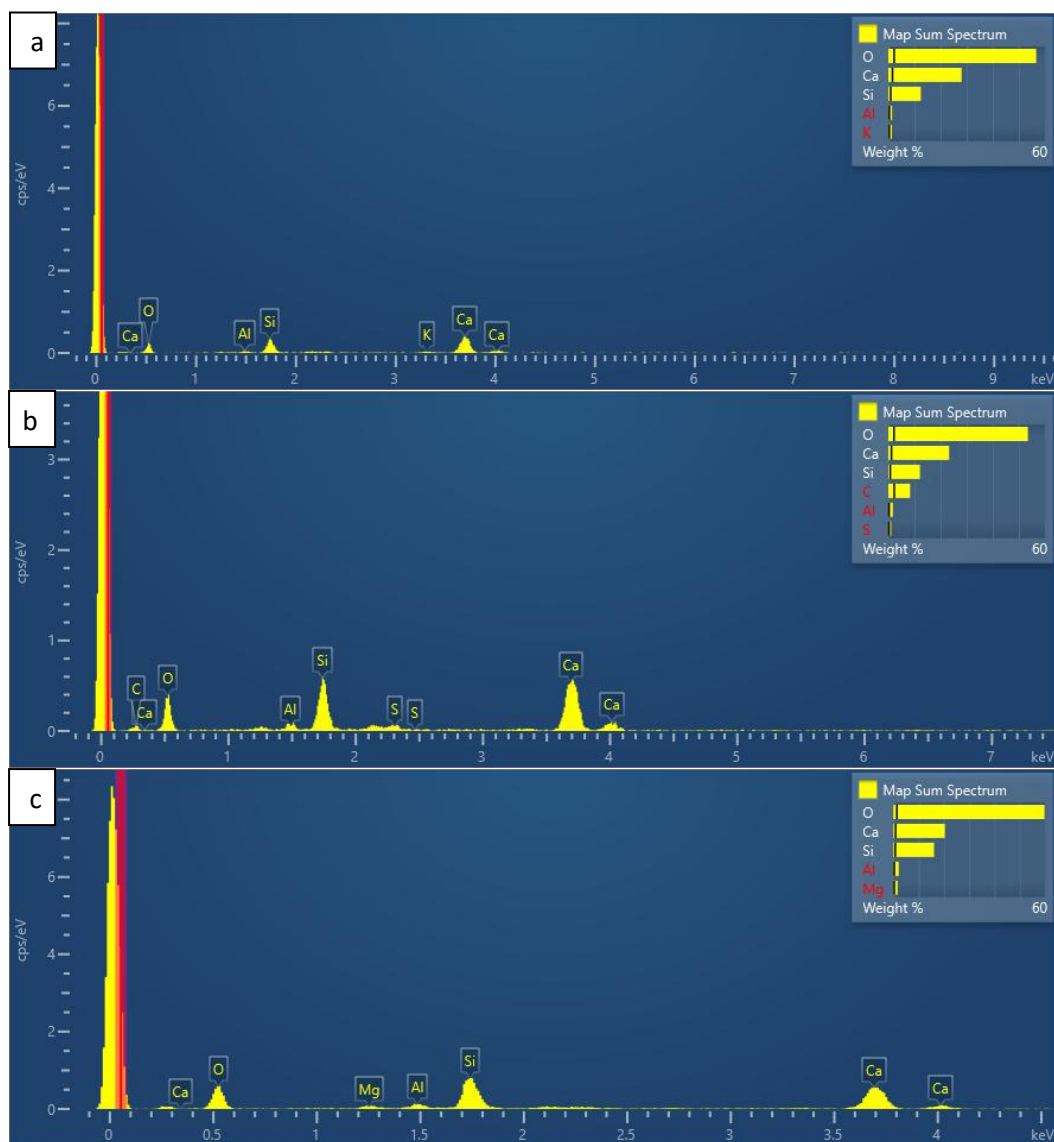 a
Map Sum Spectrum
O
Ca
Si
Al
K
Weight % 60
cps/eV
6
4
2
0
Ca O Al Si K Ca Ca
0 1 2 3 4 5 6 7 8 9 keV
b
Map Sum Spectrum
O
Ca
Si
C
Al
S
Weight % 60
cps/eV
3
2
1
0
C Ca O Al Si S S Ca Ca
0 1 2 3 4 5 6 7 keV
c
Map Sum Spectrum
O
Ca
Si
Al
Mg
Weight % 60
cps/eV
6
4
2
0
Ca O Mg Al Si Ca Ca
0 0.5 1 1.5 2 2.5 3 3.5 4 keV